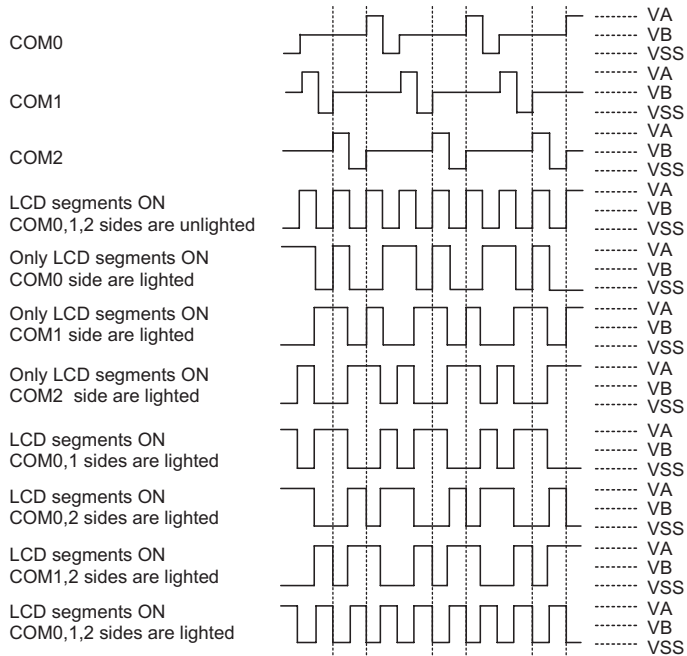 COM0
VA
VB
VSS
COM1
VA
VB
VSS
COM2
VA
VB
VSS
LCD segments ON
COM0,1,2 sides are unlighted
VA
VB
VSS
Only LCD segments ON
COM0 side are lighted
VA
VB
VSS
Only LCD segments ON
COM1 side are lighted
VA
VB
VSS
Only LCD segments ON
COM2 side are lighted
VA
VB
VSS
LCD segments ON
COM0,1 sides are lighted
VA
VB
VSS
LCD segments ON
COM0,2 sides are lighted
VA
VB
VSS
LCD segments ON
COM1,2 sides are lighted
VA
VB
VSS
LCD segments ON
COM0,1,2 sides are lighted
VA
VB
VSS